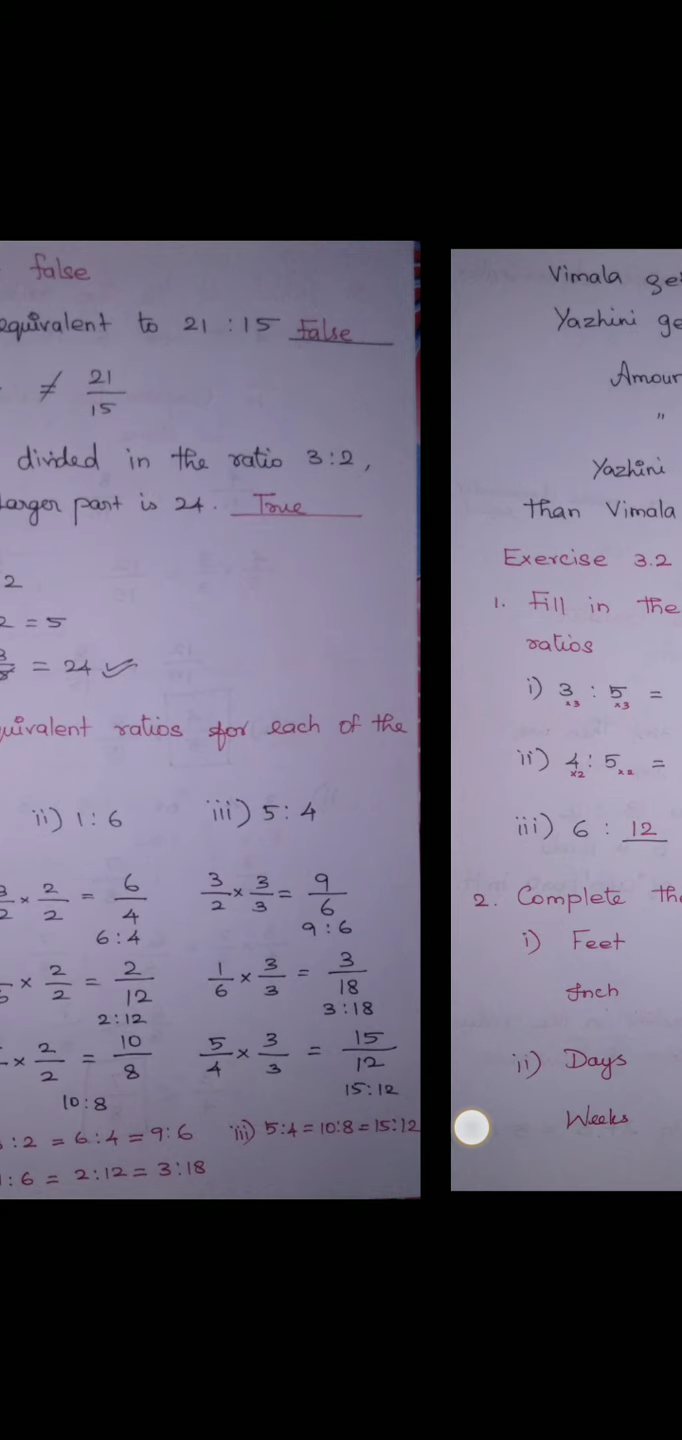 false
equivalent to 21 : 15 False
≠ 21/15
divided in the ratio 3:2,
larger part is 24. True
2
2 = 5
= 24 ✓
equivalent ratios for each of the
ii) 1 : 6 iii) 5 : 4
3/2 × 2/2 = 6/4 3/2 × 3/3 = 9/6
6:4 9:6
× 2/2 = 2/12 1/6 × 3/3 = 3/18
2:12 3:18
× 2/2 = 10/8 5/4 × 3/3 = 15/12
10:8 15:12
:2 = 6:4 = 9:6 iii) 5:4 = 10:8 = 15:12
1:6 = 2:12 = 3:18
Vimala
Yazhini
"
Yazhini
than Vimala
Exercise 3.2
1. Fill in the
ratios
i) 3 : 5 =
×3 ×3
ii) 4 : 5 =
×2 ×2
iii) 6 : 12
2. Complete
i) Feet
Inch
ii) Days
Weeks